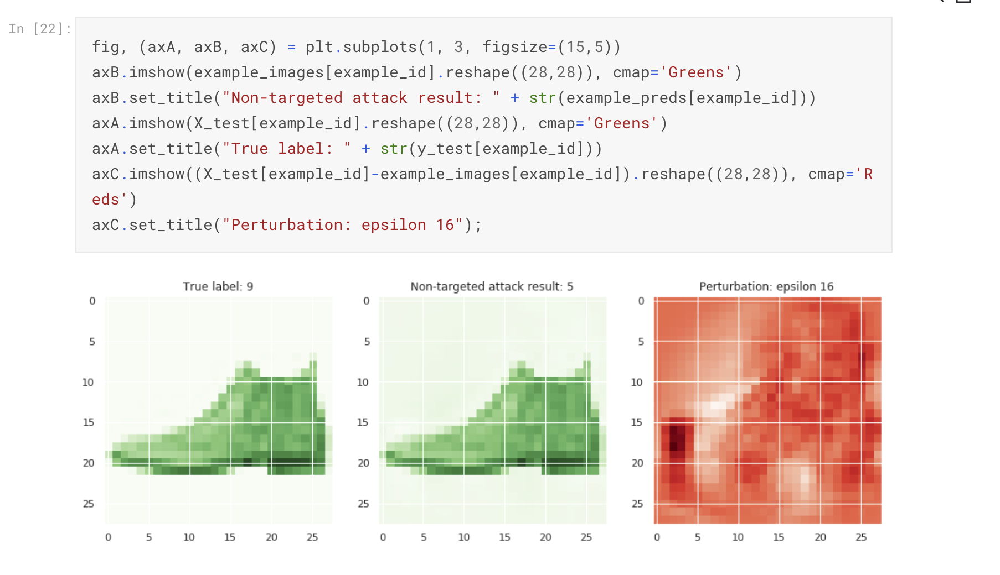 In [22]:
fig, (axA, axB, axC) = plt.subplots(1, 3, figsize=(15,5))
axB.imshow(example_images[example_id].reshape((28,28)), cmap='Greens')
axB.set_title("Non-targeted attack result: " + str(example_preds[example_id]))
axA.imshow(X_test[example_id].reshape((28,28)), cmap='Greens')
axA.set_title("True label: " + str(y_test[example_id]))
axC.imshow((X_test[example_id]-example_images[example_id]).reshape((28,28)), cmap='R
eds')
axC.set_title("Perturbation: epsilon 16");
True label: 9
0
5
10
15
20
25
0 5 10 15 20 25
Non-targeted attack result: 5
0
5
10
15
20
25
0 5 10 15 20 25
Perturbation: epsilon 16
0
5
10
15
20
25
0 5 10 15 20 25